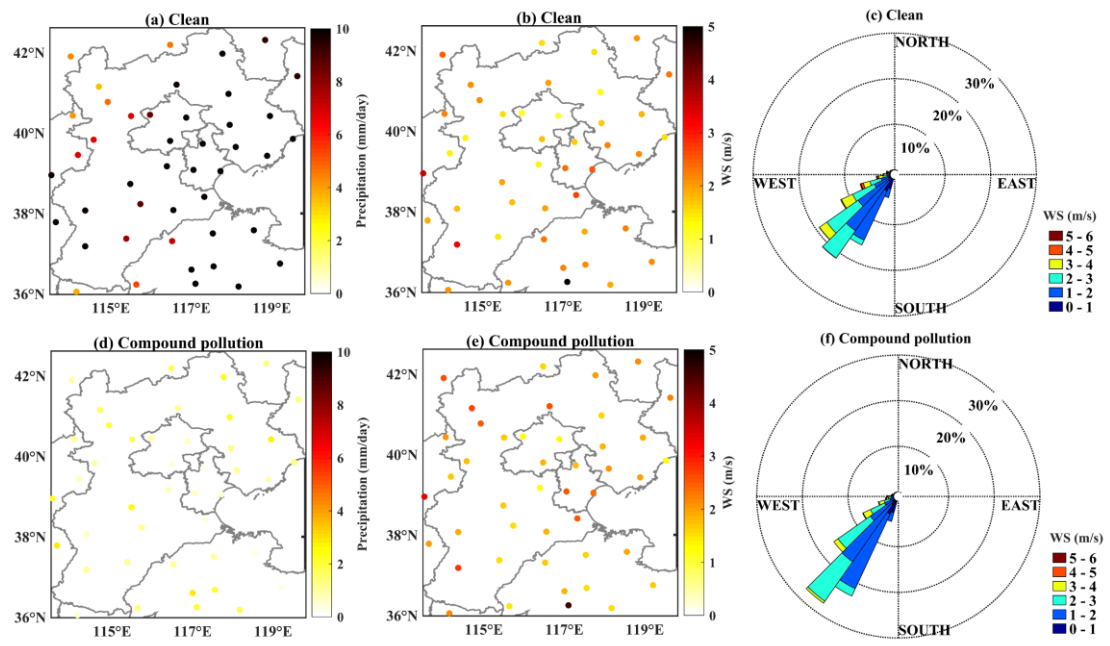 (a) Clean
42°N
40°N
38°N
36°N
115°E
117°E
119°E
10
8
6
4
2
0
Precipitation (mm/day)
(b) Clean
42°N
40°N
38°N
36°N
115°E
117°E
119°E
5
4
3
2
1
0
WS (m/s)
(c) Clean
NORTH
30%
20%
10%
WEST
EAST
SOUTH
WS (m/s)
5 - 6
4 - 5
3 - 4
2 - 3
1 - 2
0 - 1
(d) Compound pollution
42°N
40°N
38°N
36°N
115°E
117°E
119°E
10
8
6
4
2
0
Precipitation (mm/day)
(e) Compound pollution
42°N
40°N
38°N
36°N
115°E
117°E
119°E
5
4
3
2
1
0
WS (m/s)
(f) Compound pollution
NORTH
30%
20%
10%
WEST
EAST
SOUTH
WS (m/s)
5 - 6
4 - 5
3 - 4
2 - 3
1 - 2
0 - 1